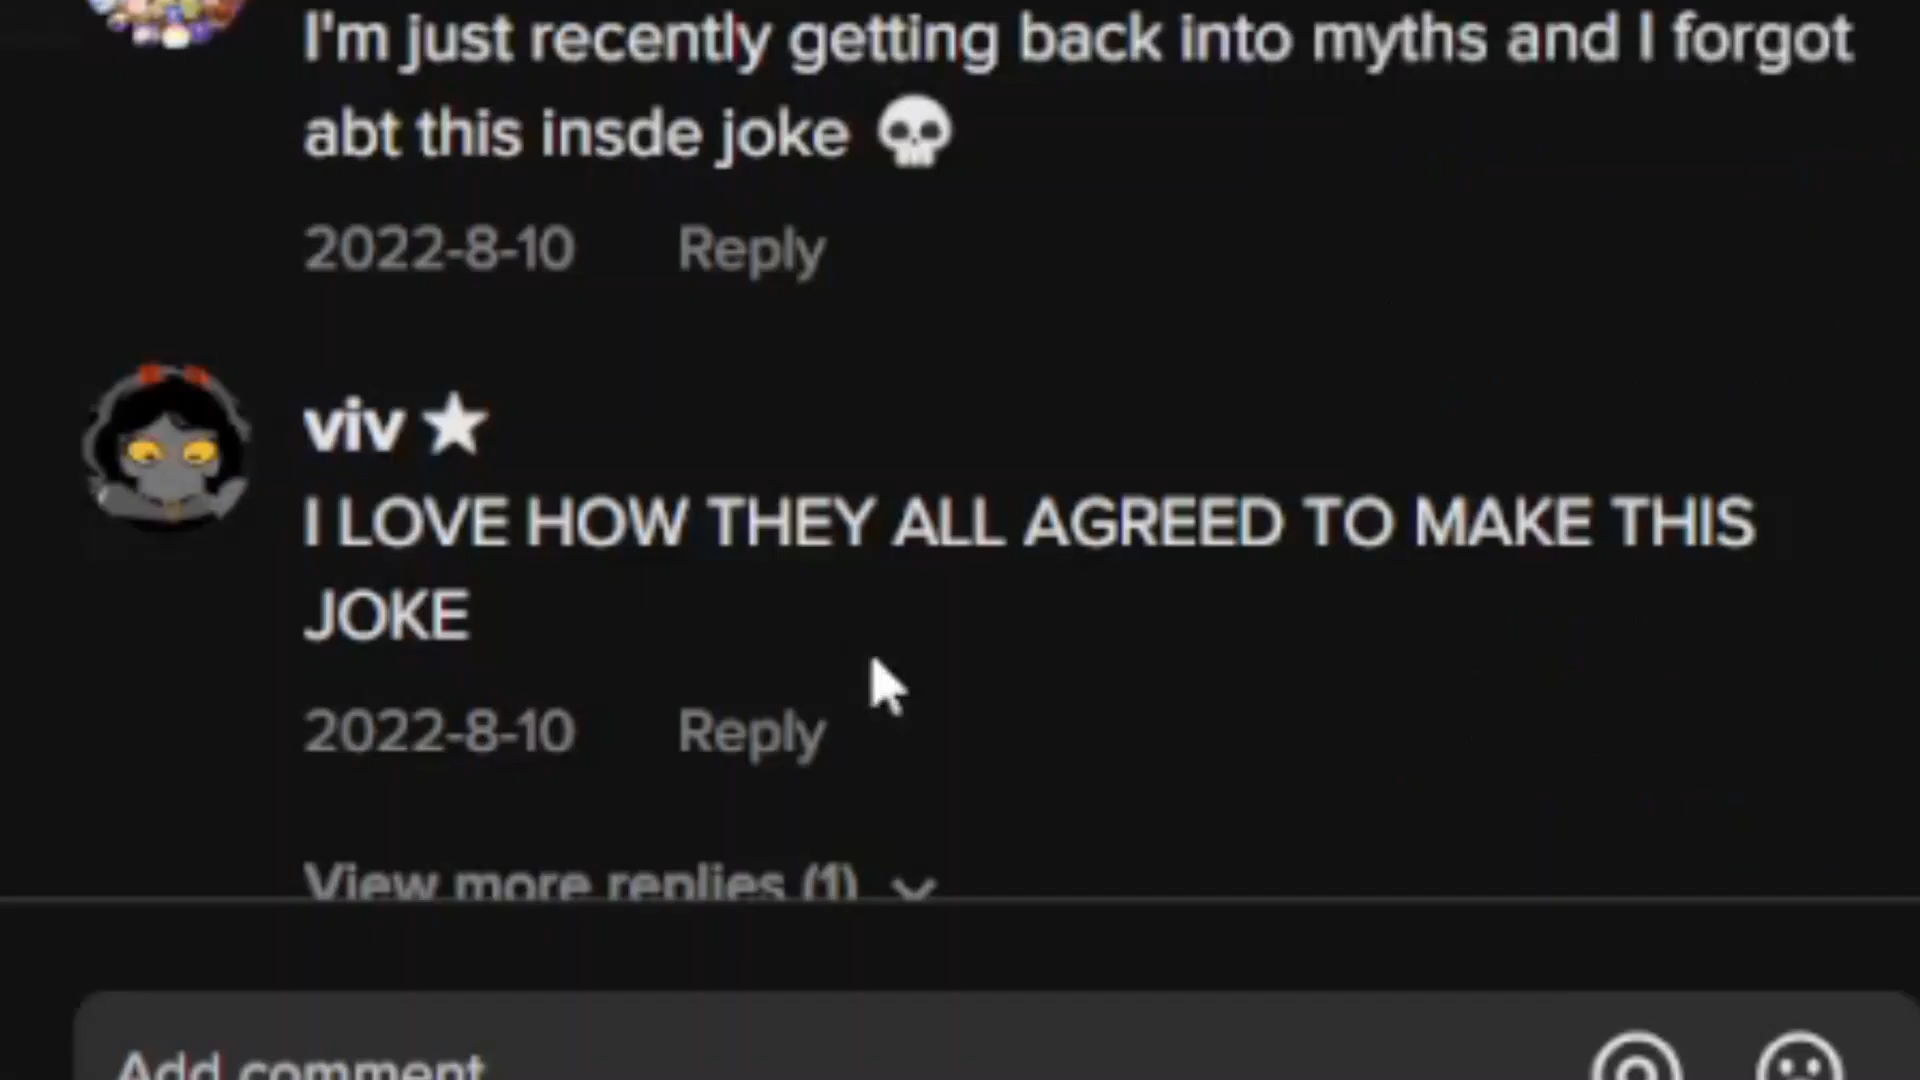 I'm just recently getting back into myths and I forgot
abt this insde joke 💀
2022-8-10 Reply
viv ★
I LOVE HOW THEY ALL AGREED TO MAKE THIS
JOKE
2022-8-10 Reply
View more replies (1)
Add comment